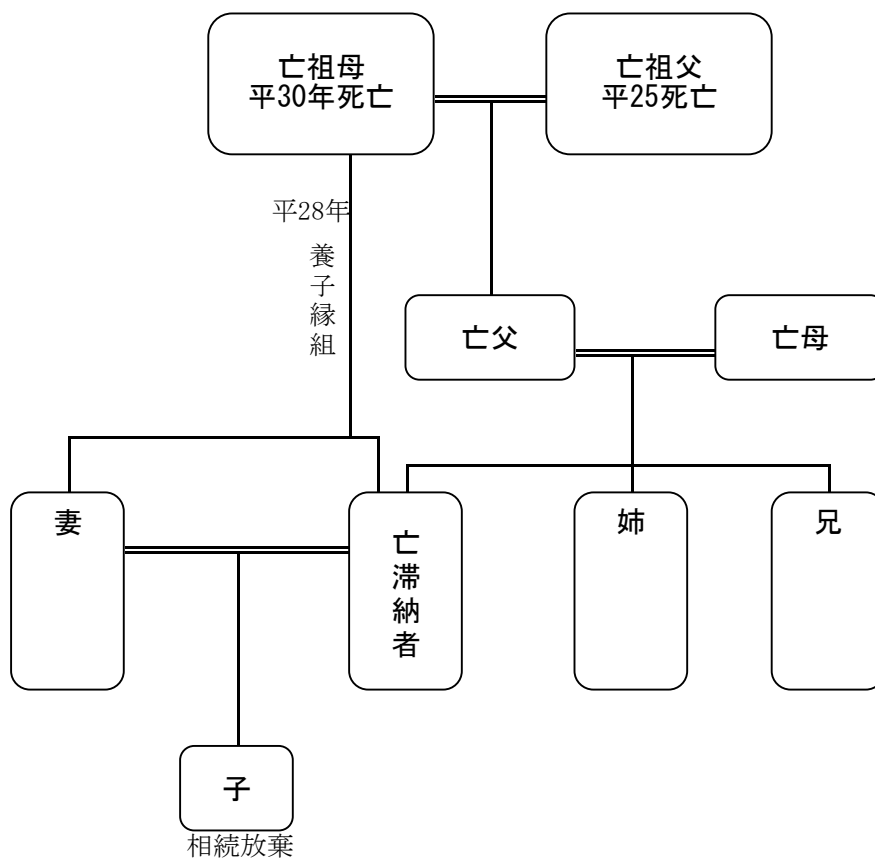 亡祖母
平30年死亡
亡祖父
平25死亡
平28年
養子縁組
亡父
亡母
妻
亡滞納者
姉
兄
子
相続放棄